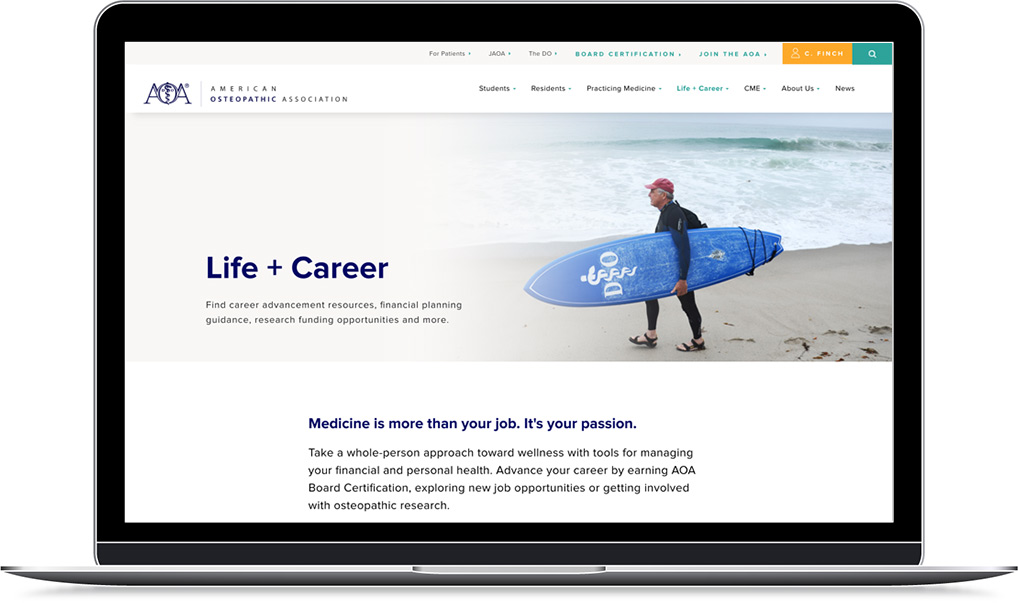 For Patients JAOA The DO BOARD CERTIFICATION JOIN THE AOA C. FINCH
AOA®
AMERICAN
OSTEOPATHIC ASSOCIATION
Students Residents Practicing Medicine Life + Career CME About Us News
DO
Life + Career
Find career advancement resources, financial planning
guidance, research funding opportunities and more.
Medicine is more than your job. It's your passion.
Take a whole-person approach toward wellness with tools for managing
your financial and personal health. Advance your career by earning AOA
Board Certification, exploring new job opportunities or getting involved
with osteopathic research.